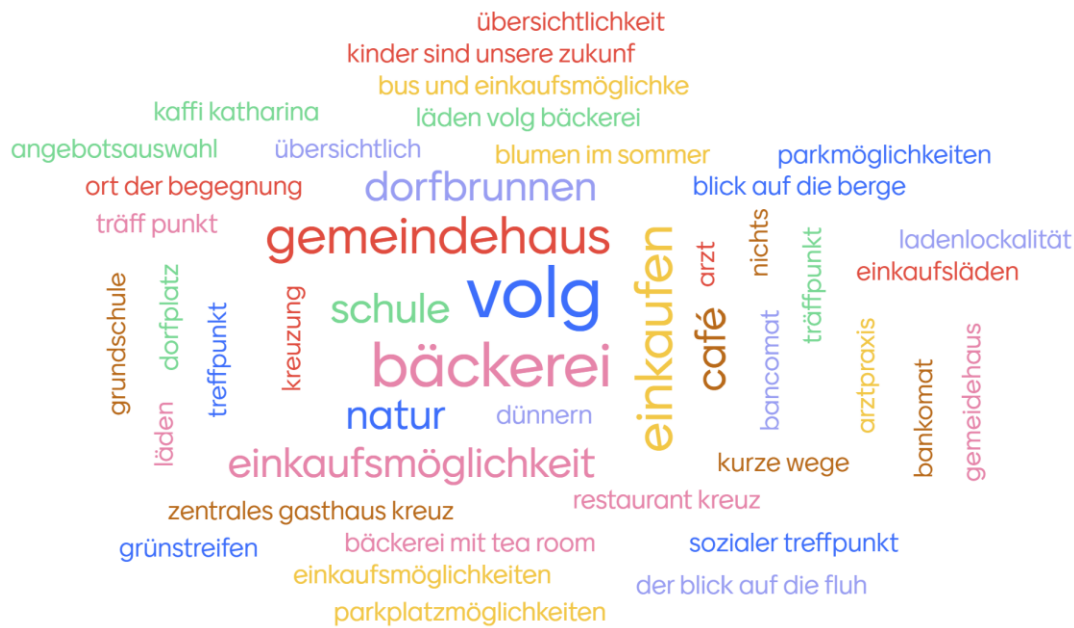 übersichtlichkeit
kinder sind unsere zukunf
bus und einkaufsmöglichke
kaffi katharina
läden volg bäckerei
angebotsauswahl
übersichtlich
blumen im sommer
parkmöglichkeiten
ort der begegnung
dorfbrunnen
blick auf die berge
träff punkt
gemeindehaus
einkaufen
arzt
nichts
träffpunkt
ladenlockalität
einkaufsläden
grundschule
dorfplatz
treffpunkt
kreuzung
schule
volg
café
bancomat
arztpraxis
bankomat
gemeidehaus
bäckerei
läden
natur
dünnern
einkaufsmöglichkeit
kurze wege
restaurant kreuz
zentrales gasthaus kreuz
grünstreifen
bäckerei mit tea room
sozialer treffpunkt
einkaufsmöglichkeiten
der blick auf die fluh
parkplatzmöglichkeiten